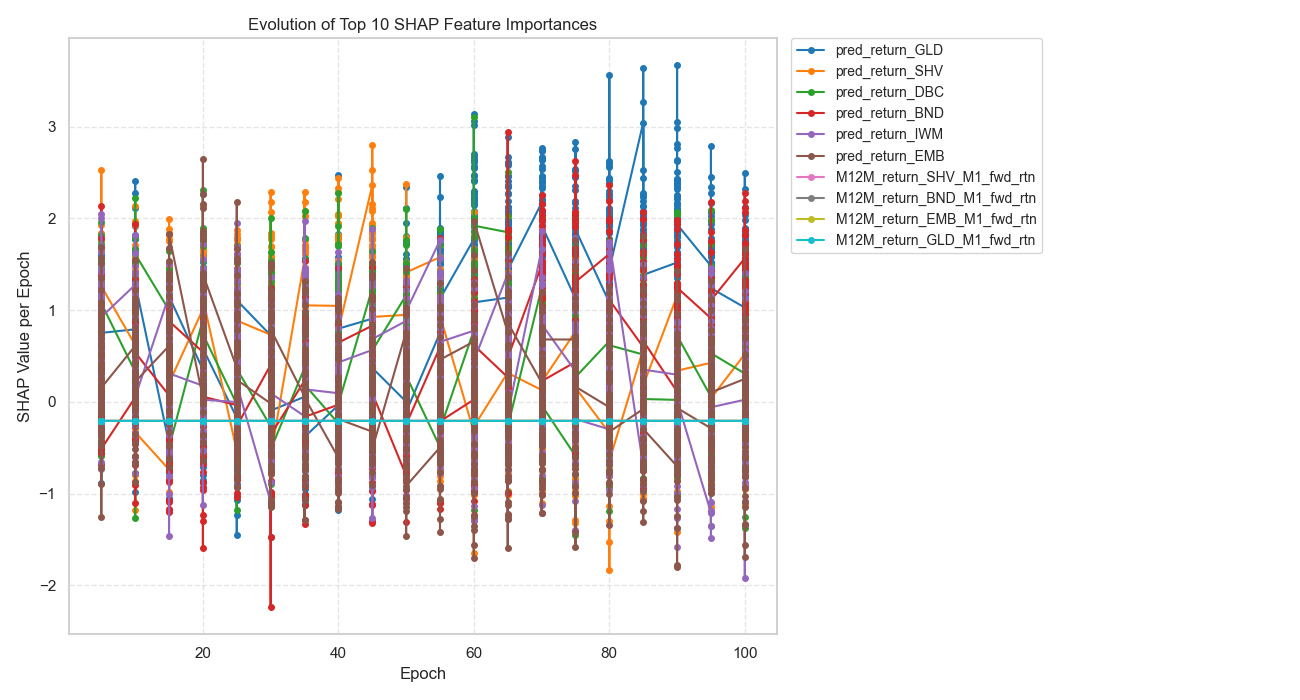 Evolution of Top 10 SHAP Feature Importances
SHAP Value per Epoch
3
2
1
0
−1
−2
20
40
60
80
100
Epoch
pred_return_GLD
pred_return_SHV
pred_return_DBC
pred_return_BND
pred_return_IWM
pred_return_EMB
M12M_return_SHV_M1_fwd_rtn
M12M_return_BND_M1_fwd_rtn
M12M_return_EMB_M1_fwd_rtn
M12M_return_GLD_M1_fwd_rtn